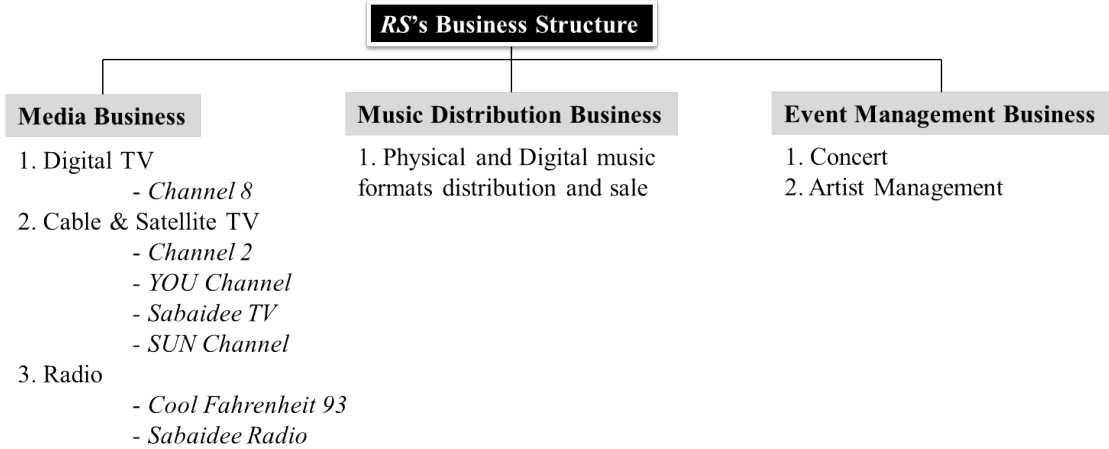 RS's Business Structure
Media Business
1. Digital TV
- Channel 8
2. Cable & Satellite TV
- Channel 2
- YOU Channel
- Sabaidee TV
- SUN Channel
3. Radio
- Cool Fahrenheit 93
- Sabaidee Radio
Music Distribution Business
1. Physical and Digital music
formats distribution and sale
Event Management Business
1. Concert
2. Artist Management